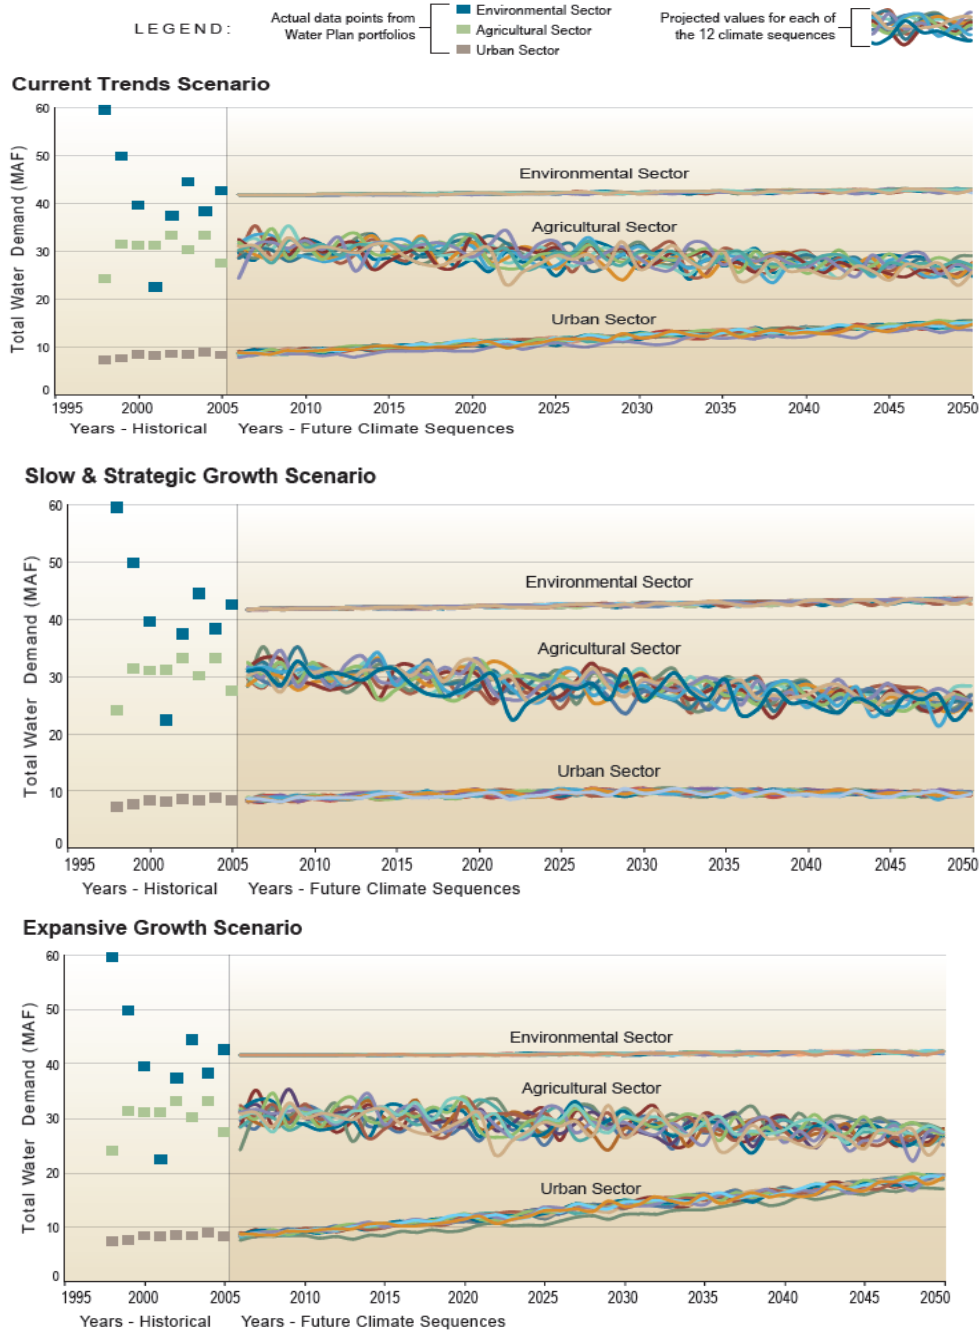 LEGEND:
Actual data points from
Water Plan portfolios
Environmental Sector
Agricultural Sector
Urban Sector
Projected values for each of
the 12 climate sequences
Current Trends Scenario
Total Water Demand (MAF)
60
50
40
30
20
10
0
Environmental Sector
Agricultural Sector
Urban Sector
1995 2000 2005 2010 2015 2020 2025 2030 2035 2040 2045 2050
Years - Historical Years - Future Climate Sequences
Slow & Strategic Growth Scenario
Total Water Demand (MAF)
60
50
40
30
20
10
0
Environmental Sector
Agricultural Sector
Urban Sector
1995 2000 2005 2010 2015 2020 2025 2030 2035 2040 2045 2050
Years - Historical Years - Future Climate Sequences
Expansive Growth Scenario
Total Water Demand (MAF)
60
50
40
30
20
10
0
Environmental Sector
Agricultural Sector
Urban Sector
1995 2000 2005 2010 2015 2020 2025 2030 2035 2040 2045 2050
Years - Historical Years - Future Climate Sequences